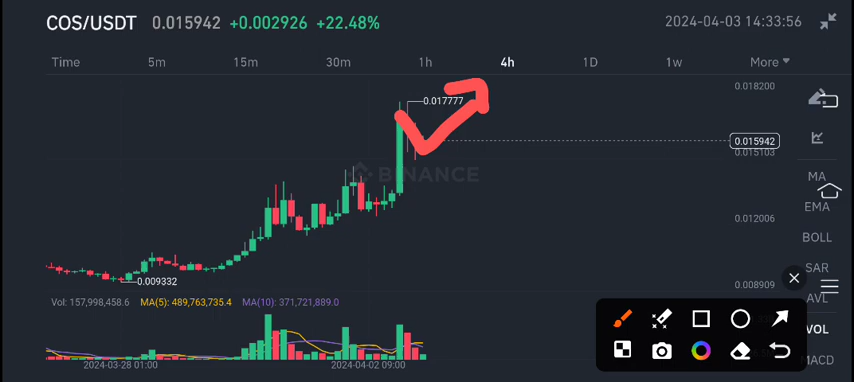 COS/USDT 0.015942 +0.002926 +22.48% 2024-04-03 14:33:56
Time 5m 15m 30m 1h 4h 1D 1w More
0.018200
0.017777
0.015942
0.015103
BINANCE
MA
EMA
0.012006
BOLL
SAR
0.009332
0.008909
AVL
Vol: 157,998,458.6 MA(5): 489,763,735.4 MA(10): 371,721,889.0
VOL
MACD
2024-03-28 01:00 2024-04-02 09:00